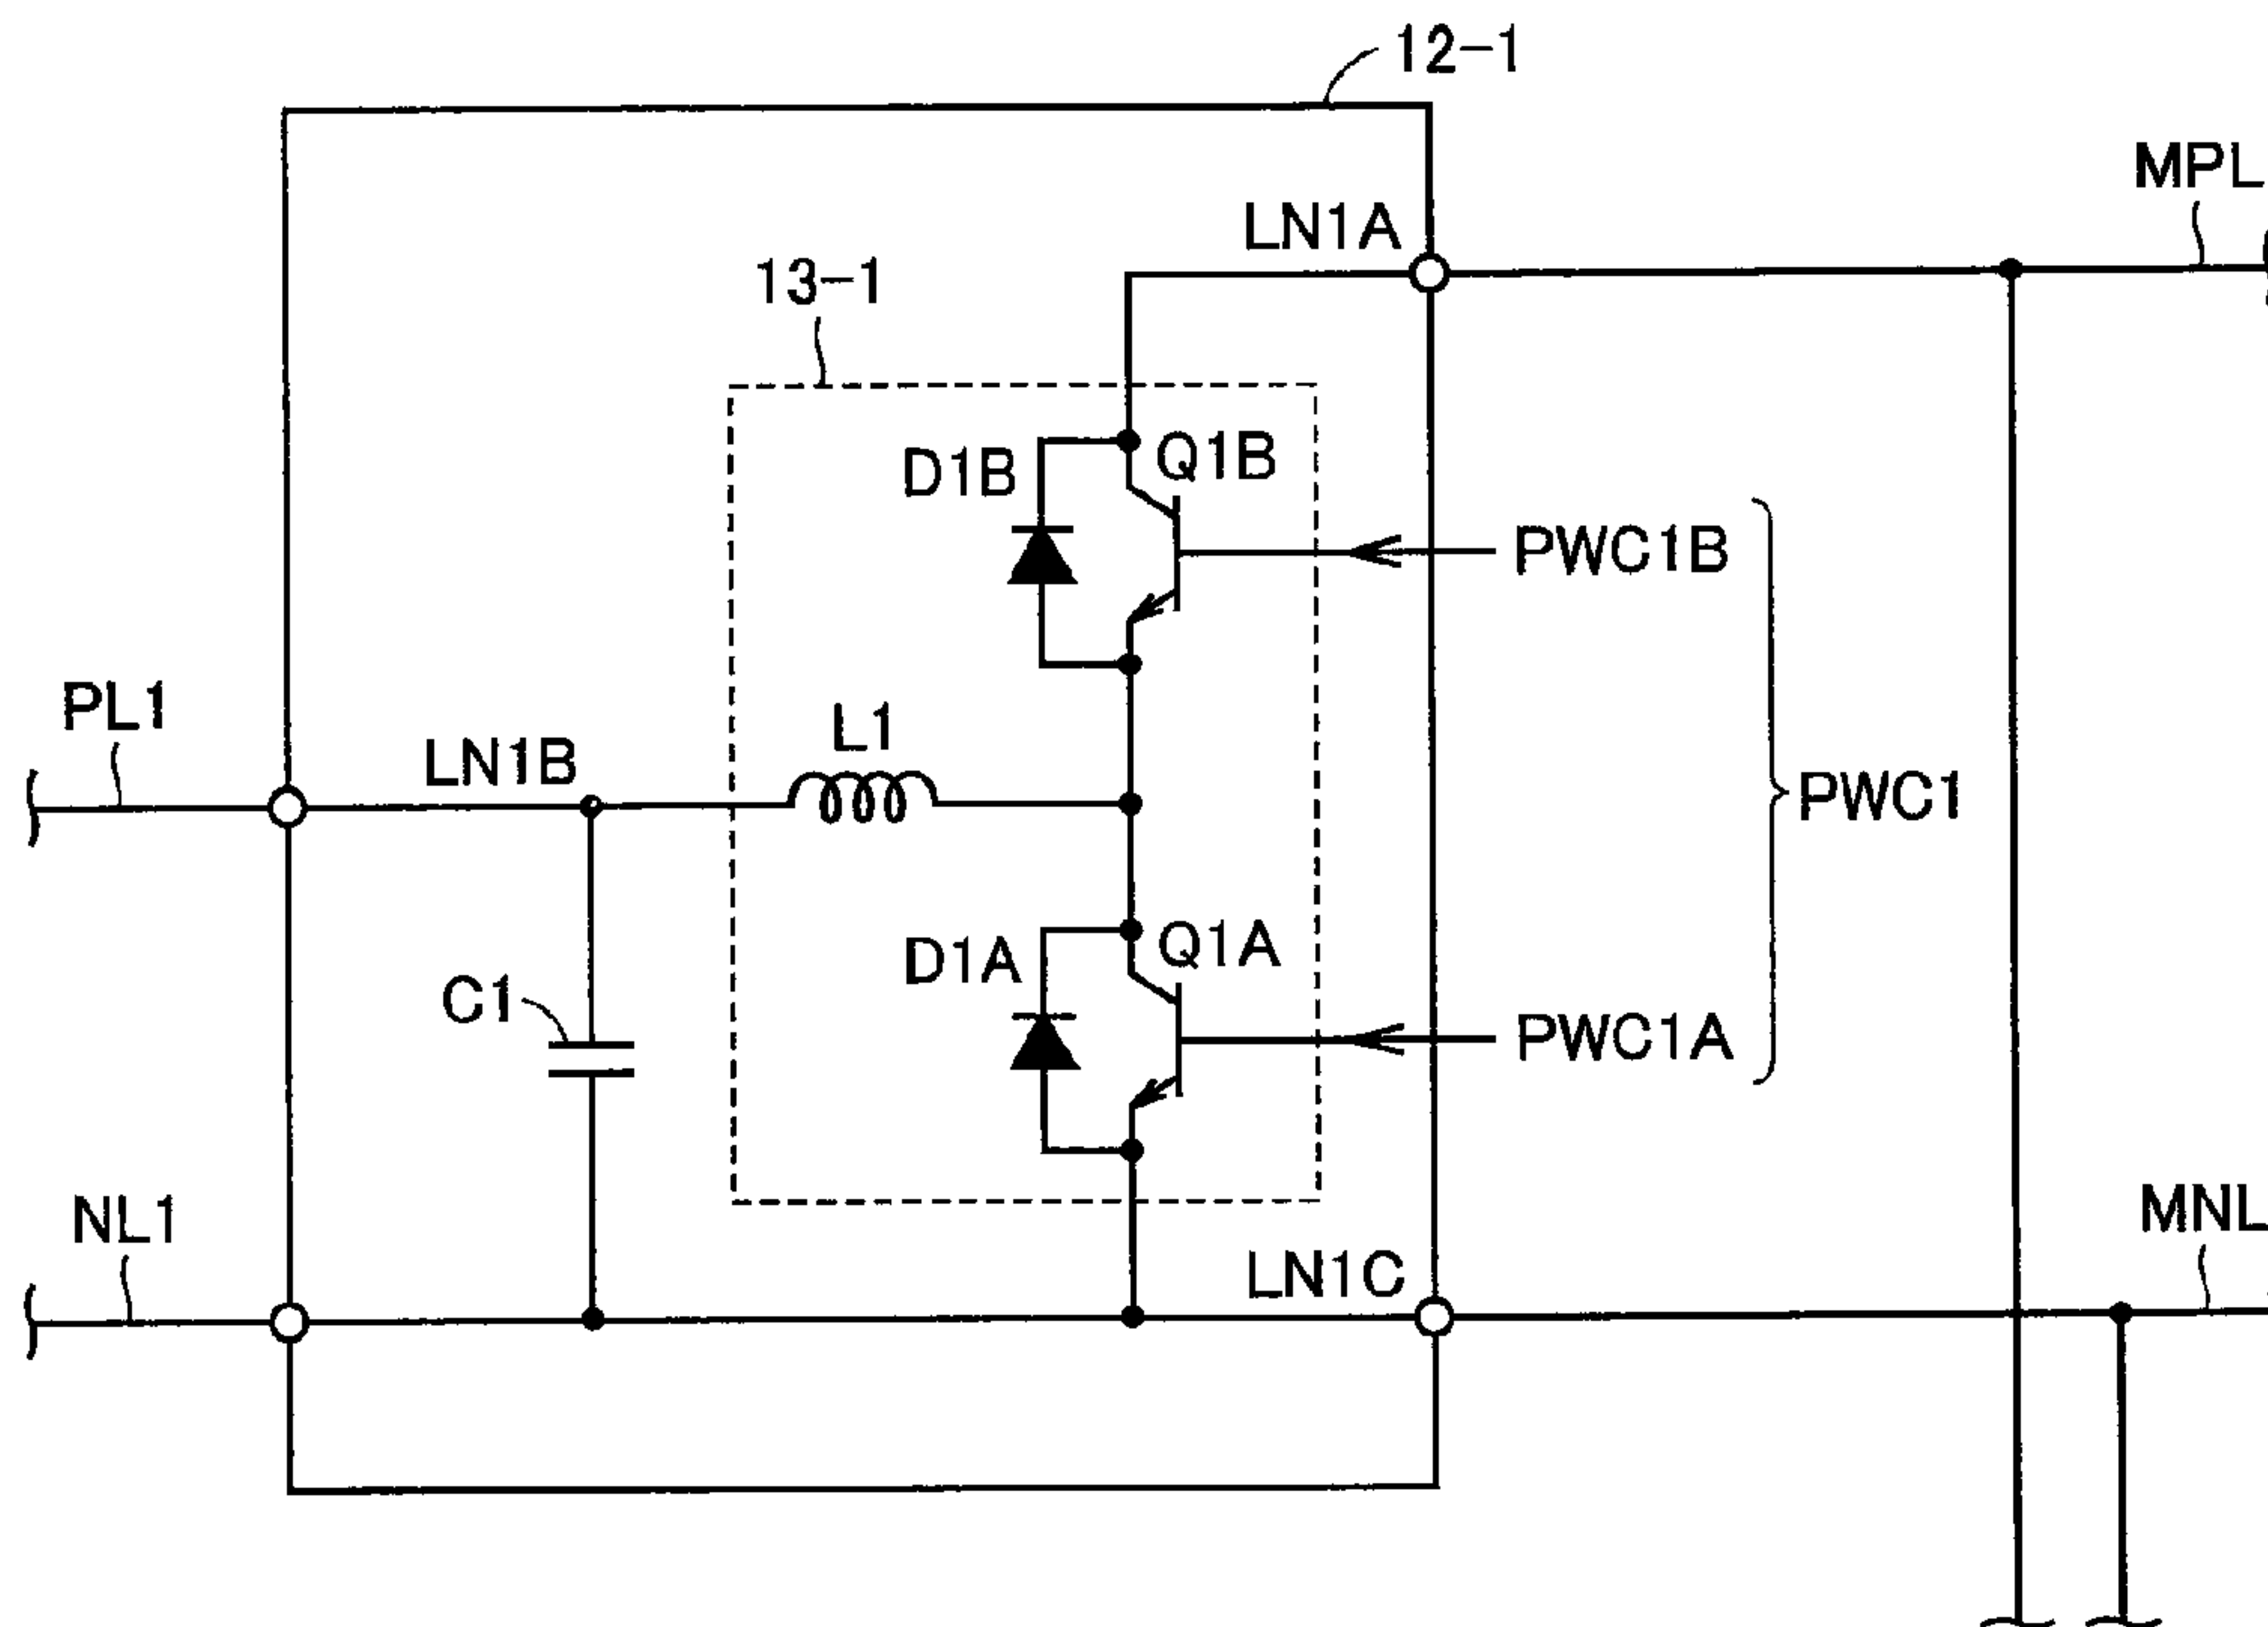 12-1
MPL
LN1A
13-1
D1B
Q1B
PWC1B
PL1
LN1B
L1
PWC1
D1A
Q1A
C1
PWC1A
NL1
LN1C
MNL